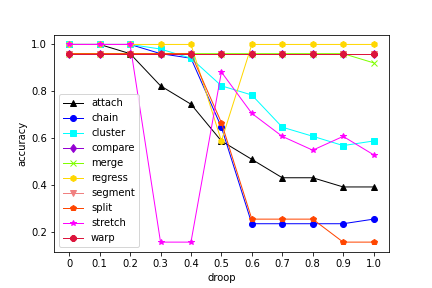 1.0
0.8
0.6
0.4
0.2
accuracy
attach
chain
cluster
compare
merge
regress
segment
split
stretch
warp
0 0.1 0.2 0.3 0.4 0.5 0.6 0.7 0.8 0.9 1.0
droop